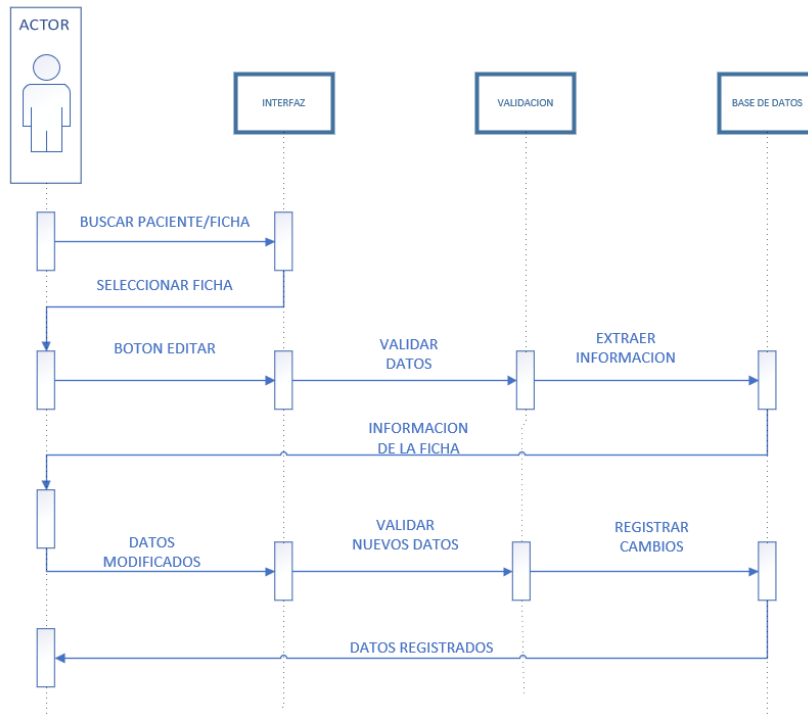 ACTOR
INTERFAZ
VALIDACION
BASE DE DATOS
BUSCAR PACIENTE/FICHA
SELECCIONAR FICHA
BOTON EDITAR
VALIDAR
DATOS
EXTRAER
INFORMACION
INFORMACION
DE LA FICHA
DATOS
MODIFICADOS
VALIDAR
NUEVOS DATOS
REGISTRAR
CAMBIOS
DATOS REGISTRADOS